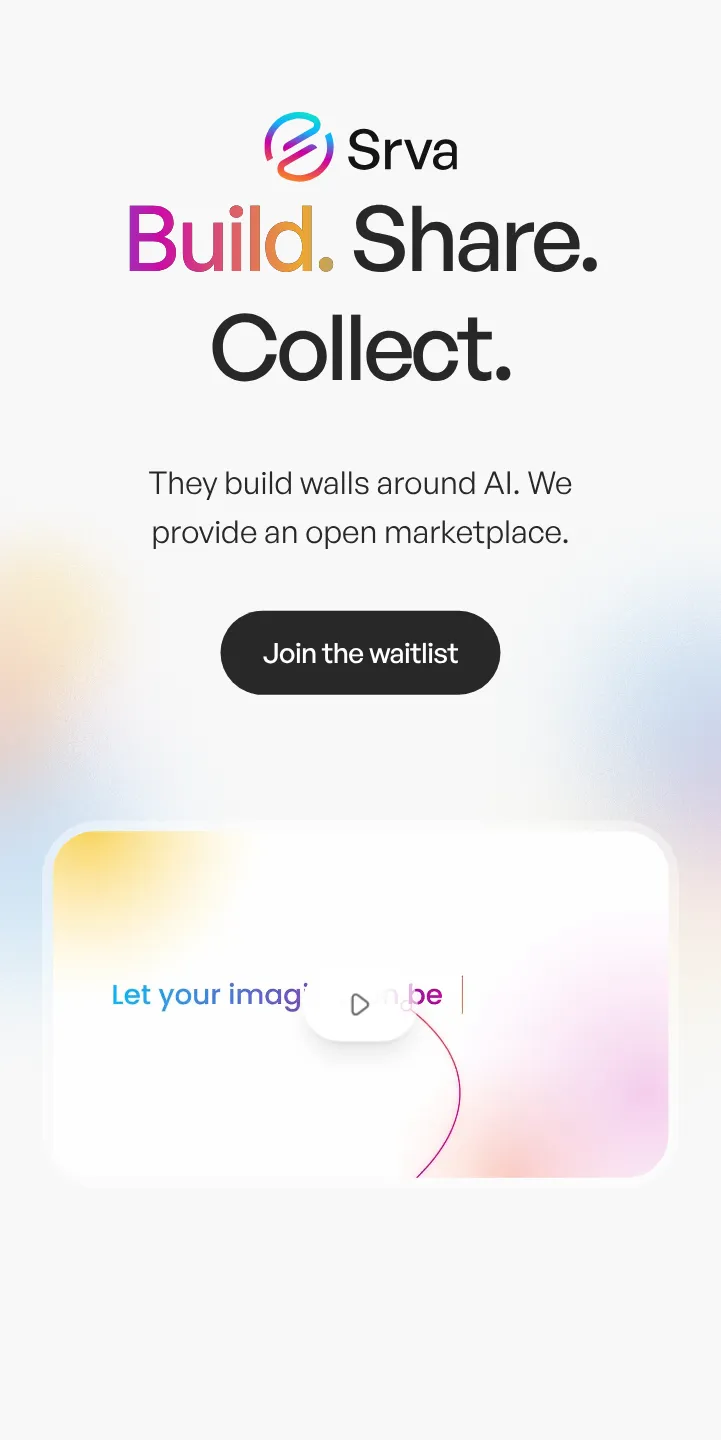 Srva
Build. Share.
Collect.
They build walls around AI. We
provide an open marketplace.
Join the waitlist
Let your be